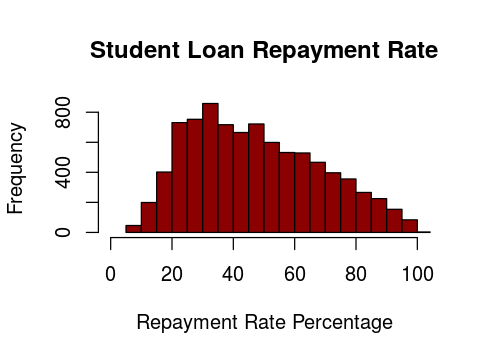 Student Loan Repayment Rate
Frequency
800
400
0
0 20 40 60 80 100
Repayment Rate Percentage